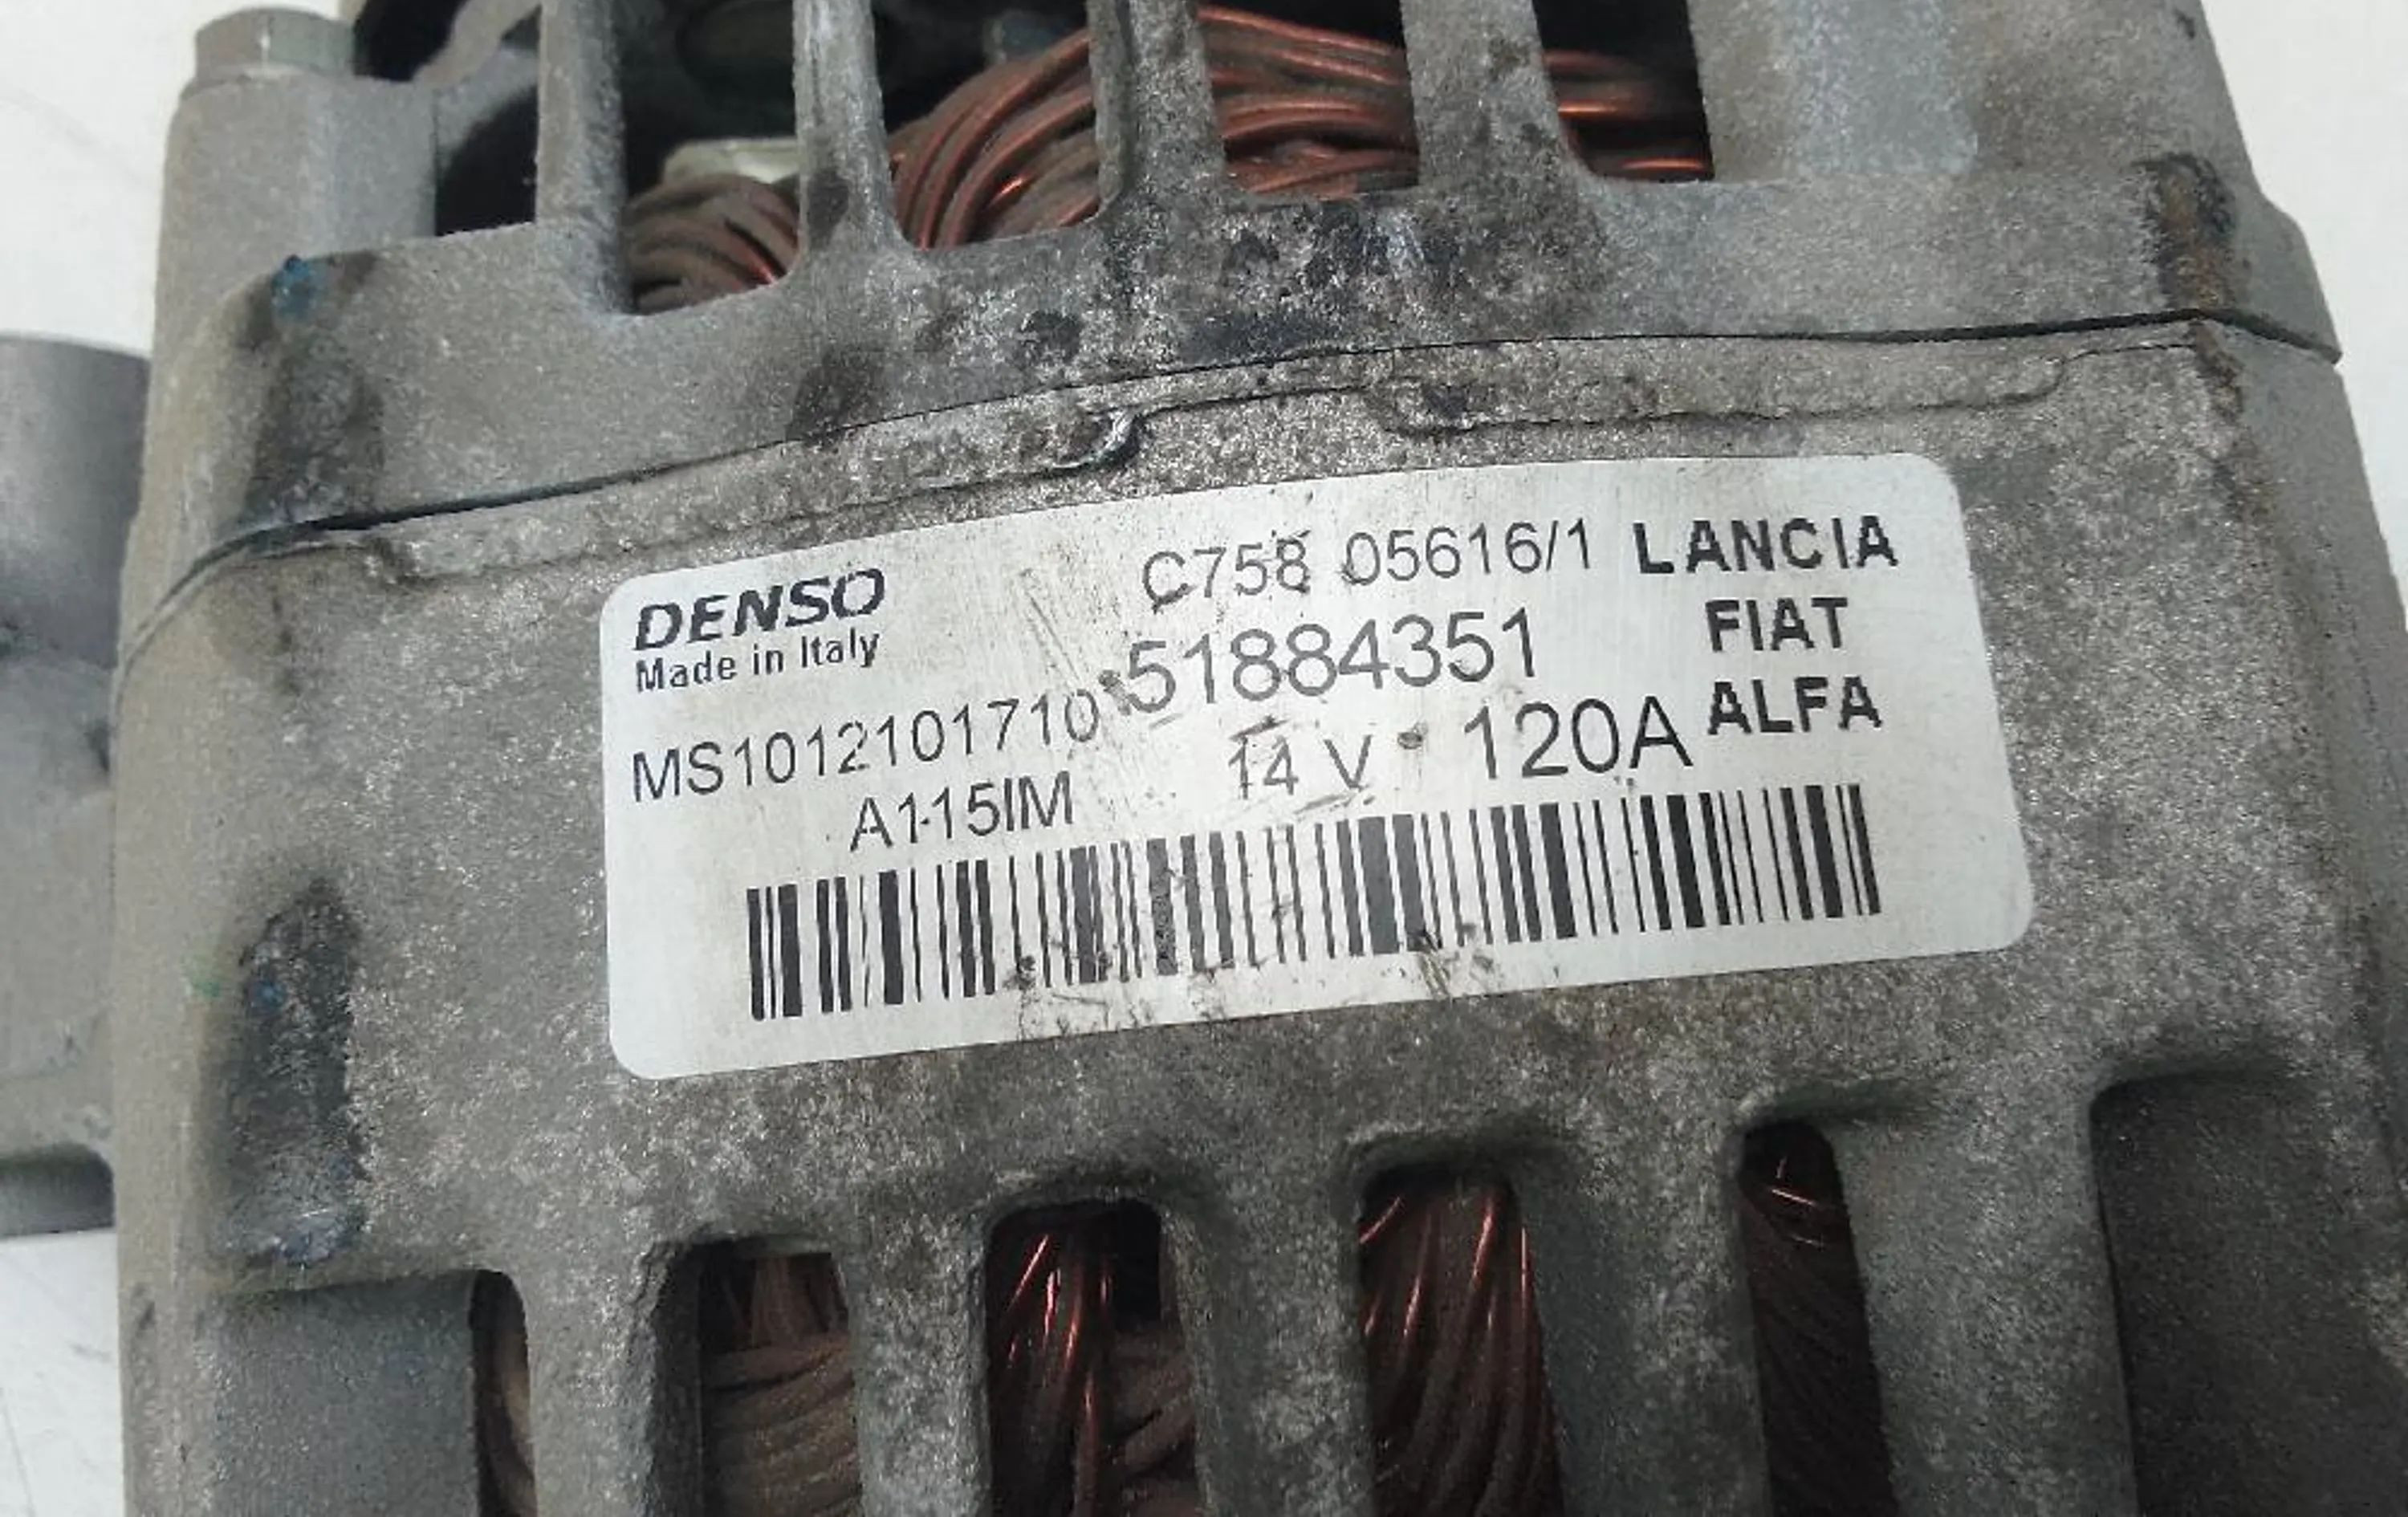 DENSO
Made in Italy
C758 05616/1
LANCIA
51884351
FIAT
MS1012101710
14 V 120A
ALFA
A115IM